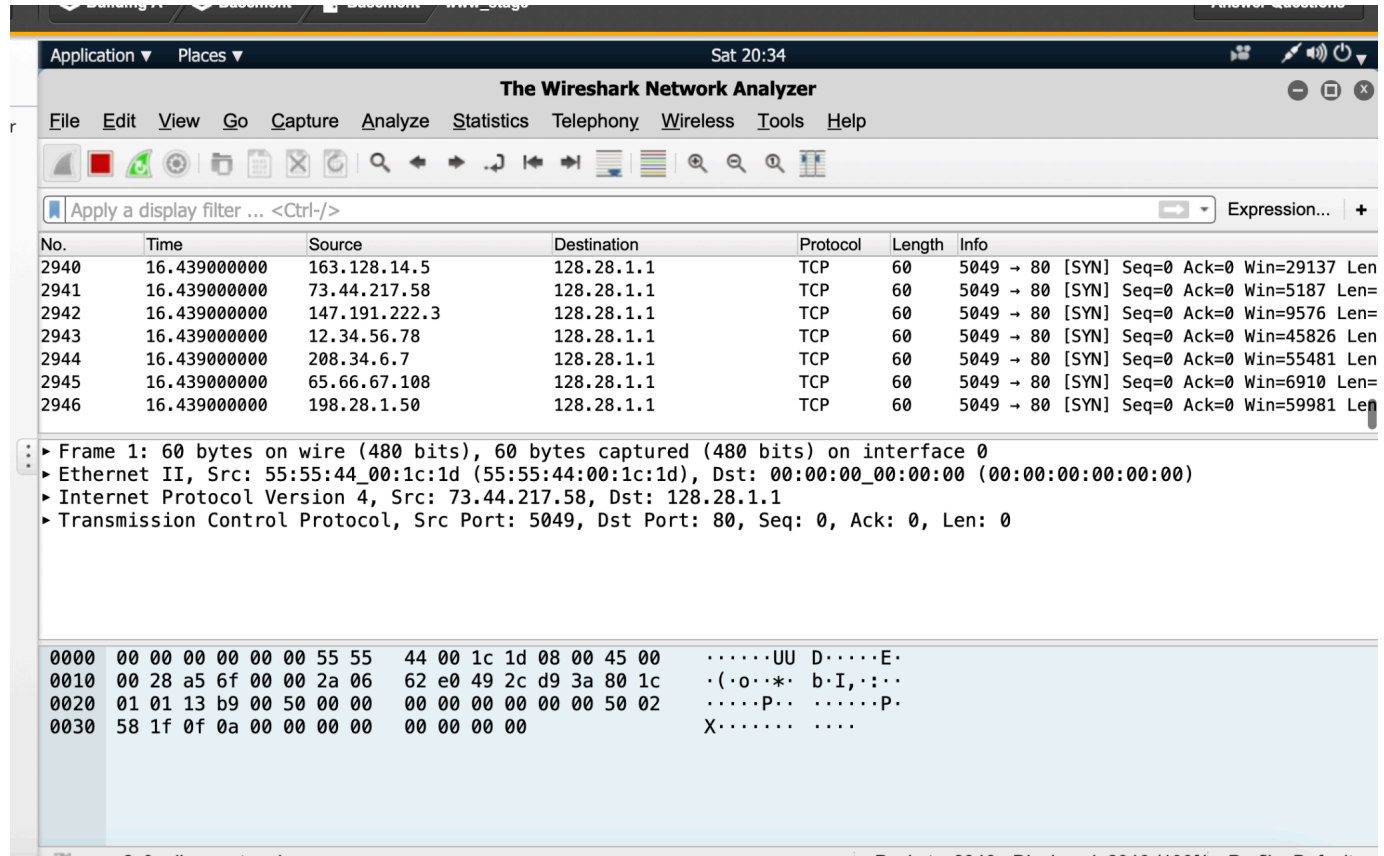 Application ▼ Places ▼ Sat 20:34
The Wireshark Network Analyzer
File Edit View Go Capture Analyze Statistics Telephony Wireless Tools Help
Apply a display filter ... <Ctrl-/> Expression... +
No. Time Source Destination Protocol Length Info
2940 16.439000000 163.128.14.5 128.28.1.1 TCP 60 5049 → 80 [SYN] Seq=0 Ack=0 Win=29137 Len
2941 16.439000000 73.44.217.58 128.28.1.1 TCP 60 5049 → 80 [SYN] Seq=0 Ack=0 Win=5187 Len=
2942 16.439000000 147.191.222.3 128.28.1.1 TCP 60 5049 → 80 [SYN] Seq=0 Ack=0 Win=9576 Len=
2943 16.439000000 12.34.56.78 128.28.1.1 TCP 60 5049 → 80 [SYN] Seq=0 Ack=0 Win=45826 Len
2944 16.439000000 208.34.6.7 128.28.1.1 TCP 60 5049 → 80 [SYN] Seq=0 Ack=0 Win=55481 Len
2945 16.439000000 65.66.67.108 128.28.1.1 TCP 60 5049 → 80 [SYN] Seq=0 Ack=0 Win=6910 Len=
2946 16.439000000 198.28.1.50 128.28.1.1 TCP 60 5049 → 80 [SYN] Seq=0 Ack=0 Win=59981 Len
▸ Frame 1: 60 bytes on wire (480 bits), 60 bytes captured (480 bits) on interface 0
▸ Ethernet II, Src: 55:55:44_00:1c:1d (55:55:44:00:1c:1d), Dst: 00:00:00_00:00:00 (00:00:00:00:00:00)
▸ Internet Protocol Version 4, Src: 73.44.217.58, Dst: 128.28.1.1
▸ Transmission Control Protocol, Src Port: 5049, Dst Port: 80, Seq: 0, Ack: 0, Len: 0
0000 00 00 00 00 00 00 55 55 44 00 1c 1d 08 00 45 00 ······UU D·····E·
0010 00 28 a5 6f 00 00 2a 06 62 e0 49 2c d9 3a 80 1c ·(·o··*· b·I,·:··
0020 01 01 13 b9 00 50 00 00 00 00 00 00 00 00 50 02 ·····P·· ······P·
0030 58 1f 0f 0a 00 00 00 00 00 00 00 00 X······· ····